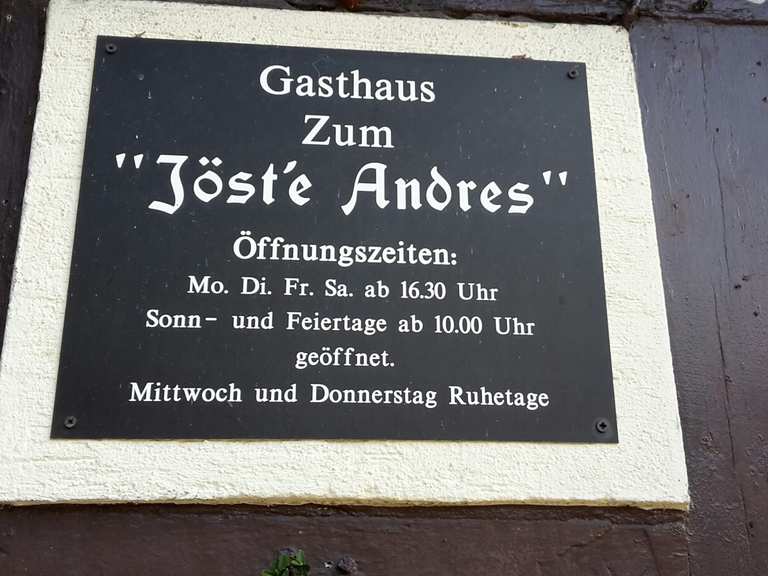 Gasthaus
Zum
"Jöst'e Andres"
Öffnungszeiten:
Mo. Di. Fr. Sa. ab 16.30 Uhr
Sonn- und Feiertage ab 10.00 Uhr
geöffnet.
Mittwoch und Donnerstag Ruhetage